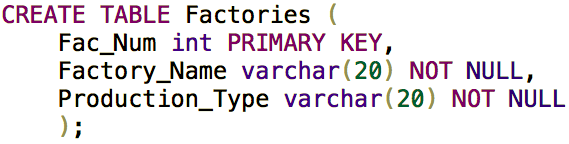 CREATE TABLE Factories (
    Fac_Num int PRIMARY KEY,
    Factory_Name varchar(20) NOT NULL,
    Production_Type varchar(20) NOT NULL
    );